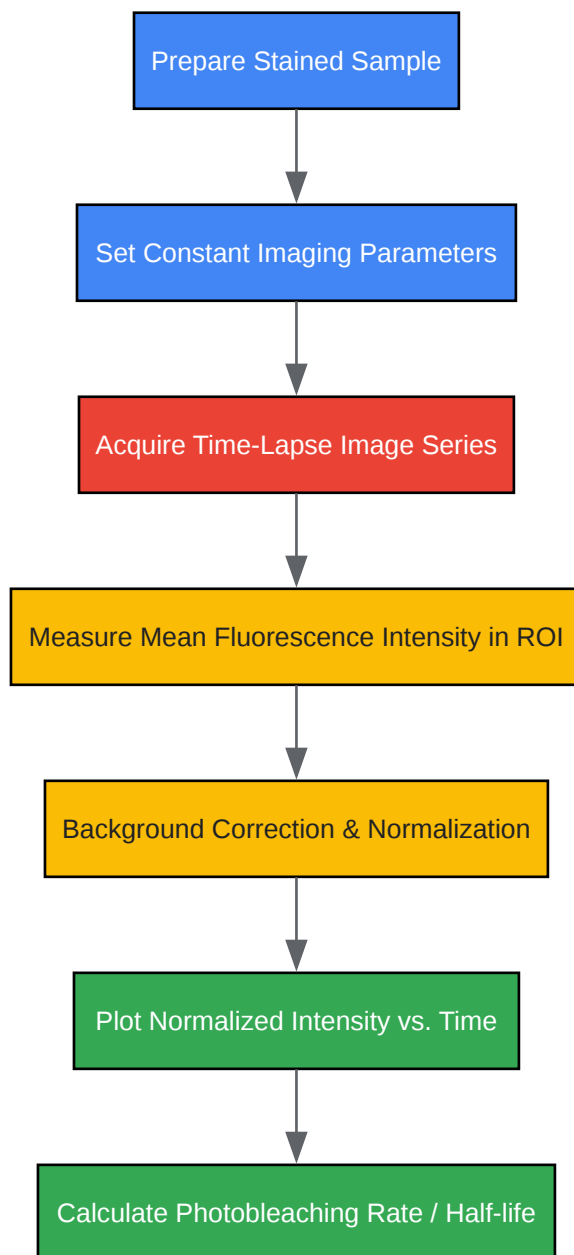 Prepare Stained Sample
Set Constant Imaging Parameters
Acquire Time-Lapse Image Series
Measure Mean Fluorescence Intensity in ROI
Background Correction & Normalization
Plot Normalized Intensity vs. Time
Calculate Photobleaching Rate / Half-life